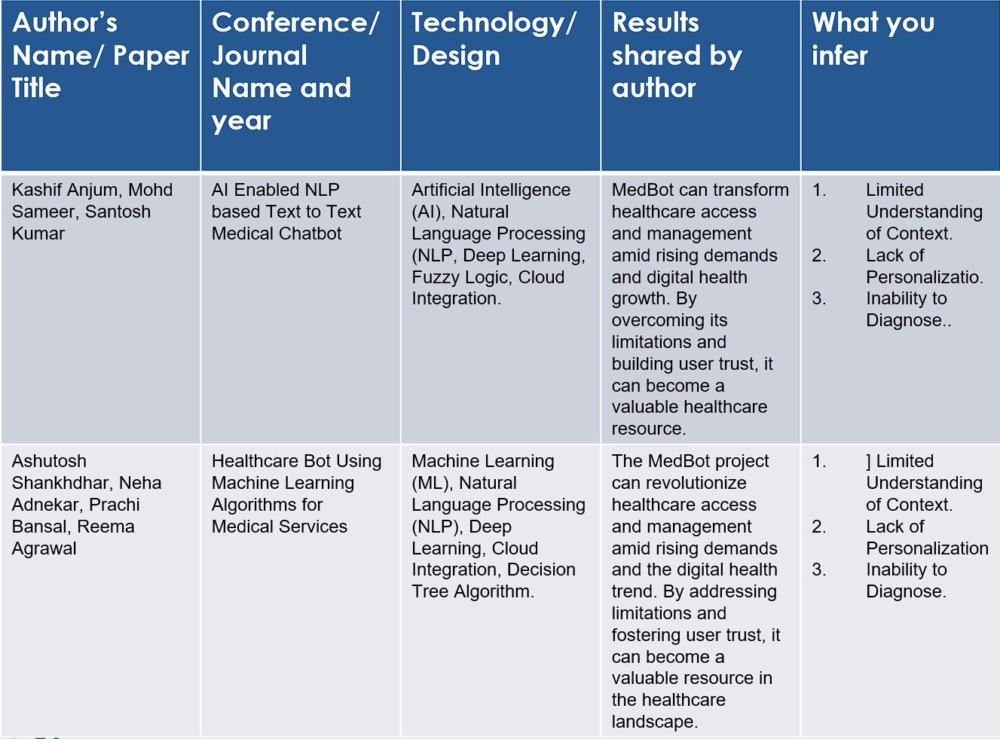 Author's
Name/ Paper
Title
Conference/
Journal
Name and
year
Technology/
Design
Results
shared by
author
What you
infer
Kashif Anjum, Mohd
Sameer, Santosh
Kumar
AI Enabled NLP
based Text to Text
Medical Chatbot
Artificial Intelligence
(AI), Natural
Language Processing
(NLP, Deep Learning,
Fuzzy Logic, Cloud
Integration.
MedBot can transform
healthcare access
and management
amid rising demands
and digital health
growth. By
overcoming its
limitations and
building user trust, it
can become a
valuable healthcare
resource.
1. Limited
Understanding
of Context.
2. Lack of
Personalizatio.
3. Inability to
Diagnose..
Ashutosh
Shankhdhar, Neha
Adnekar, Prachi
Bansal, Reema
Agrawal
Healthcare Bot Using
Machine Learning
Algorithms for
Medical Services
Machine Learning
(ML), Natural
Language Processing
(NLP), Deep
Learning, Cloud
Integration, Decision
Tree Algorithm.
The MedBot project
can revolutionize
healthcare access
and management
amid rising demands
and the digital health
trend. By addressing
limitations and
fostering user trust, it
can become a
valuable resource in
the healthcare
landscape.
1. ] Limited
Understanding
of Context.
2. Lack of
Personalization
3. Inability to
Diagnose.